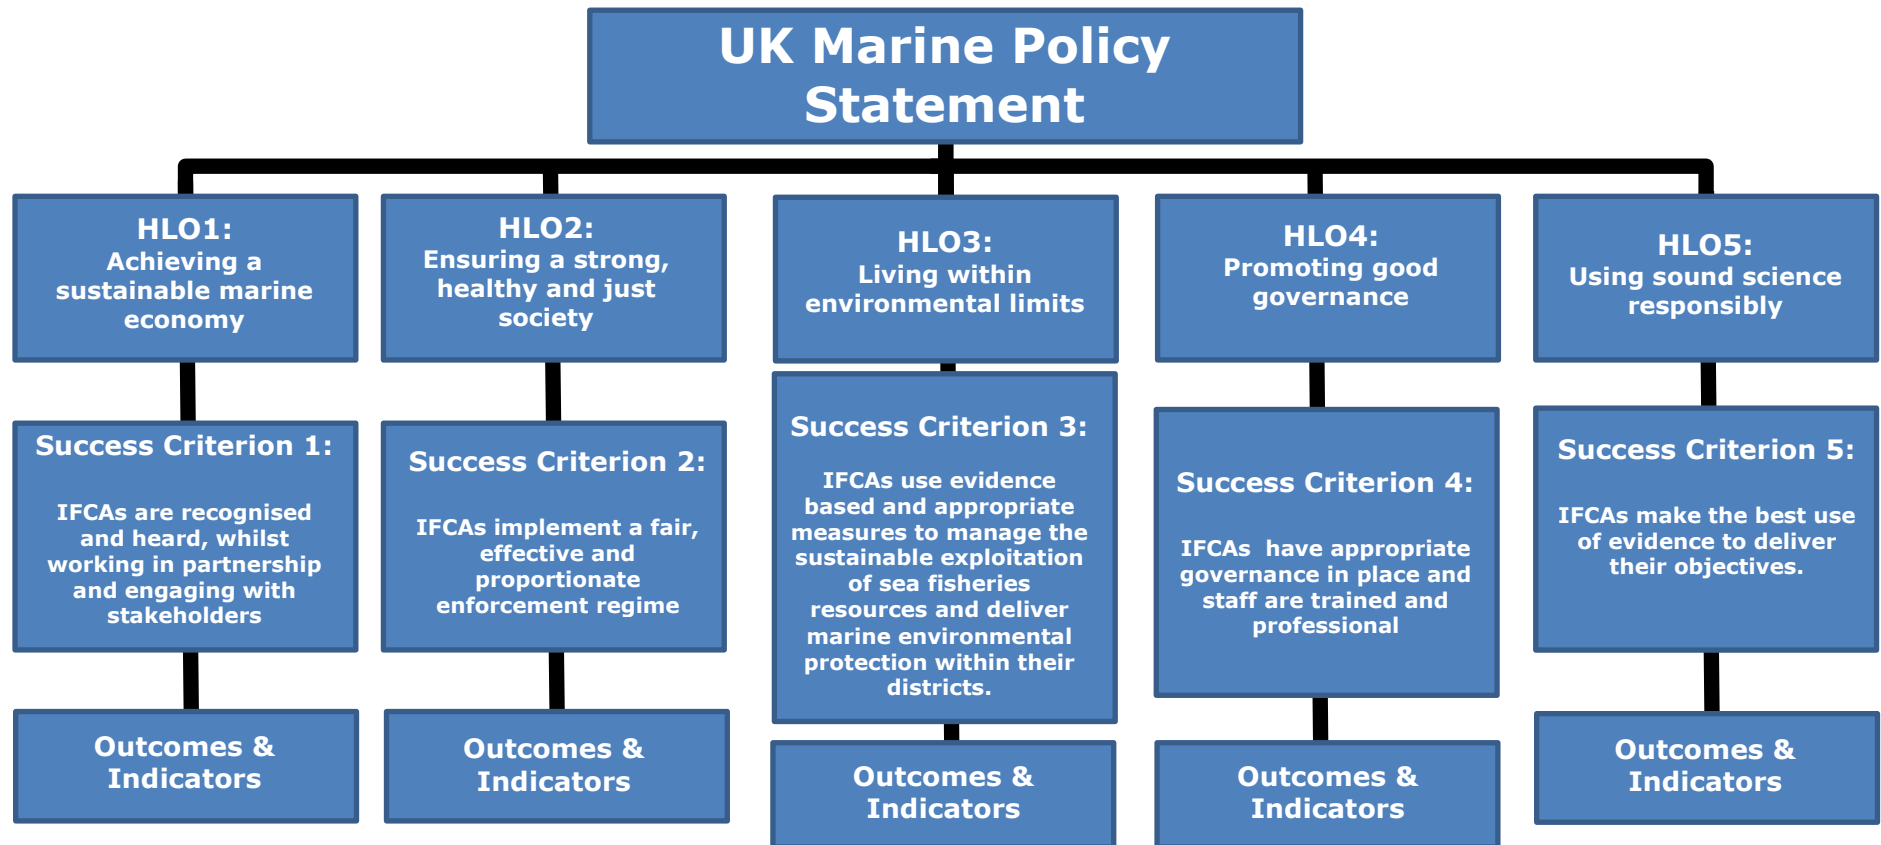 UK Marine Policy
Statement
HLO1:
Achieving a
sustainable marine
economy
HLO2:
Ensuring a strong,
healthy and just
society
HLO3:
Living within
environmental limits
HLO4:
Promoting good
governance
HLO5:
Using sound science
responsibly
Success Criterion 1:
IFCAs are recognised
and heard, whilst
working in partnership
and engaging with
stakeholders
Success Criterion 2:
IFCAs implement a fair,
effective and
proportionate
enforcement regime
Success Criterion 3:
IFCAs use evidence
based and appropriate
measures to manage the
sustainable exploitation
of sea fisheries
resources and deliver
marine environmental
protection within their
districts.
Success Criterion 4:
IFCAs  have appropriate
governance in place and
staff are trained and
professional
Success Criterion 5:
IFCAs make the best use
of evidence to deliver
their objectives.
Outcomes &
Indicators
Outcomes &
Indicators
Outcomes &
Indicators
Outcomes &
Indicators
Outcomes &
Indicators